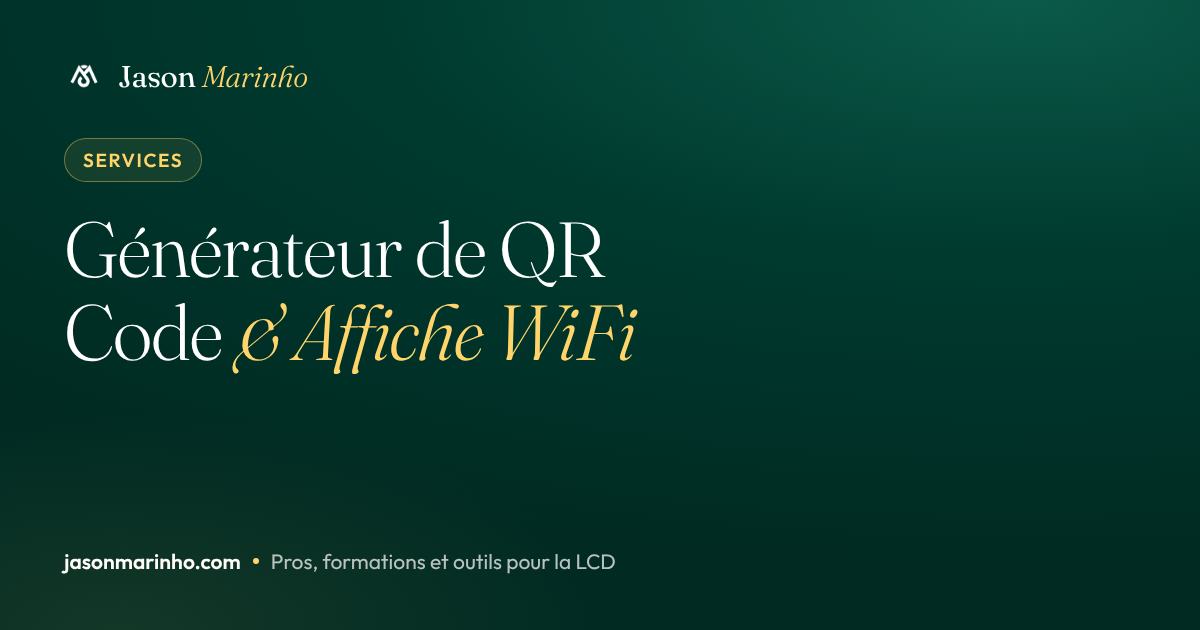 Jason Marinho
SERVICES
Générateur de QR
Code & Affiche WiFi
jasonmarinho.com • Pros, formations et outils pour la LCD